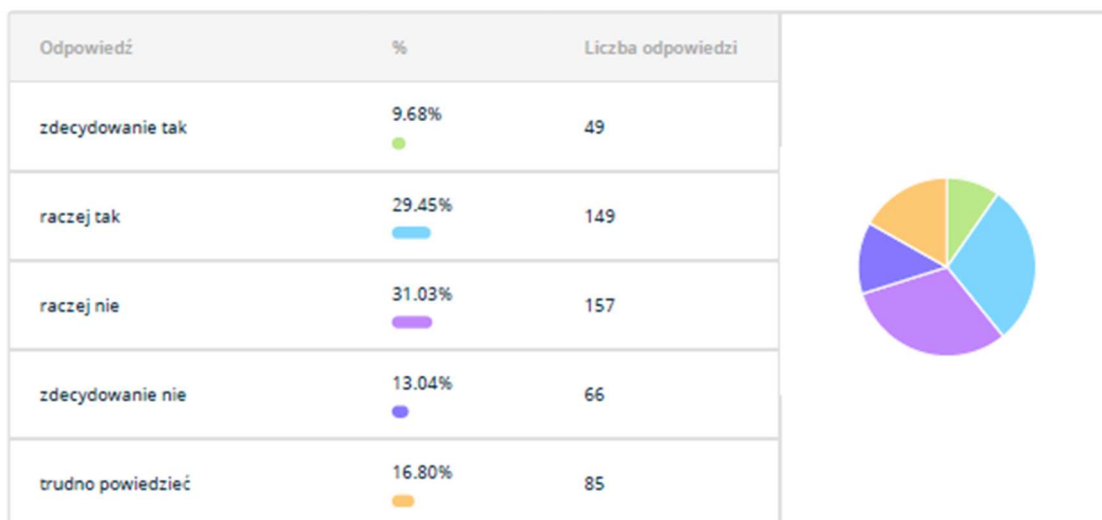 Odpowiedź % Liczba odpowiedzi
zdecydowanie tak 9.68% 49
raczej tak 29.45% 149
raczej nie 31.03% 157
zdecydowanie nie 13.04% 66
trudno powiedzieć 16.80% 85